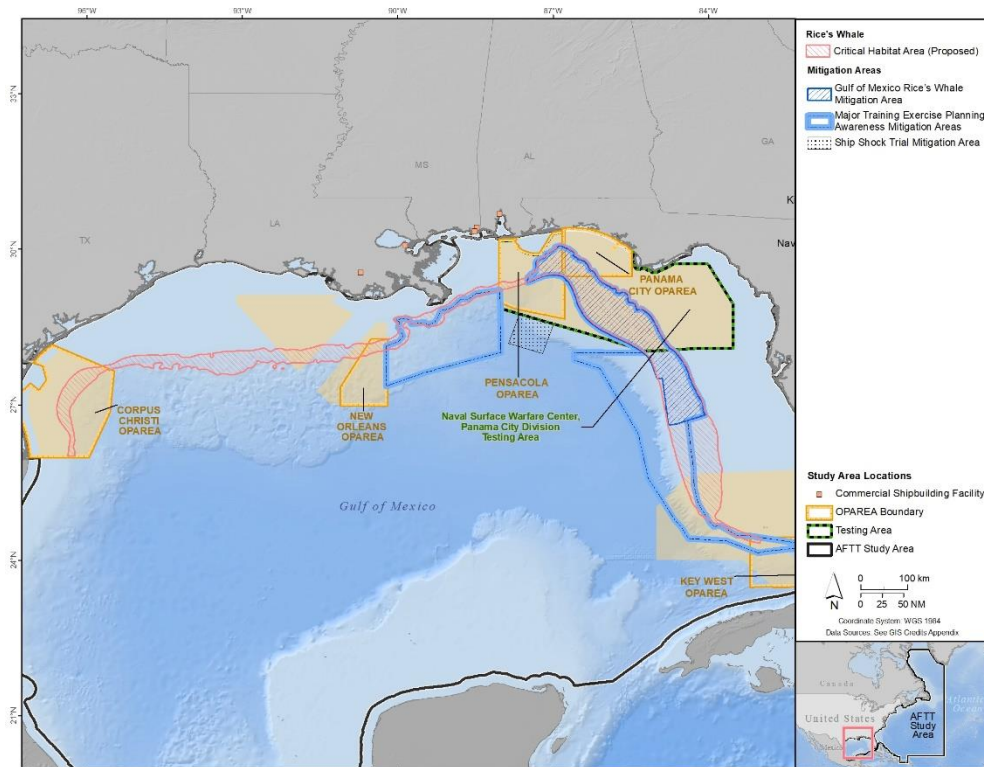 96°W
93°W
90°W
87°W
84°W
33°N
30°N
27°N
24°N
21°N
TX
LA
MS
AL
GA
PANAMA
CITY OPAREA
PENSACOLA
OPAREA
Naval Surface Warfare Center,
Panama City Division
Testing Area
NEW
ORLEANS
OPAREA
CORPUS
CHRISTI
OPAREA
Gulf of Mexico
KEY WEST
OPAREA
Rice's Whale
Critical Habitat Area (Proposed)
Mitigation Areas
Gulf of Mexico Rice's Whale
Mitigation Area
Major Training Exercise Planning
Awareness Mitigation Areas
Ship Shock Trial Mitigation Area
K
Nav
Study Area Locations
Commercial Shipbuilding Facility
OPAREA Boundary
Testing Area
AFTT Study Area
N
0 100 km
0 25 50 NM
Coordinate System: WGS 1984
Data Sources: See GIS Credits Appendix
Canada
United States
Mexico
AFTT
Study
Area
Atlantic